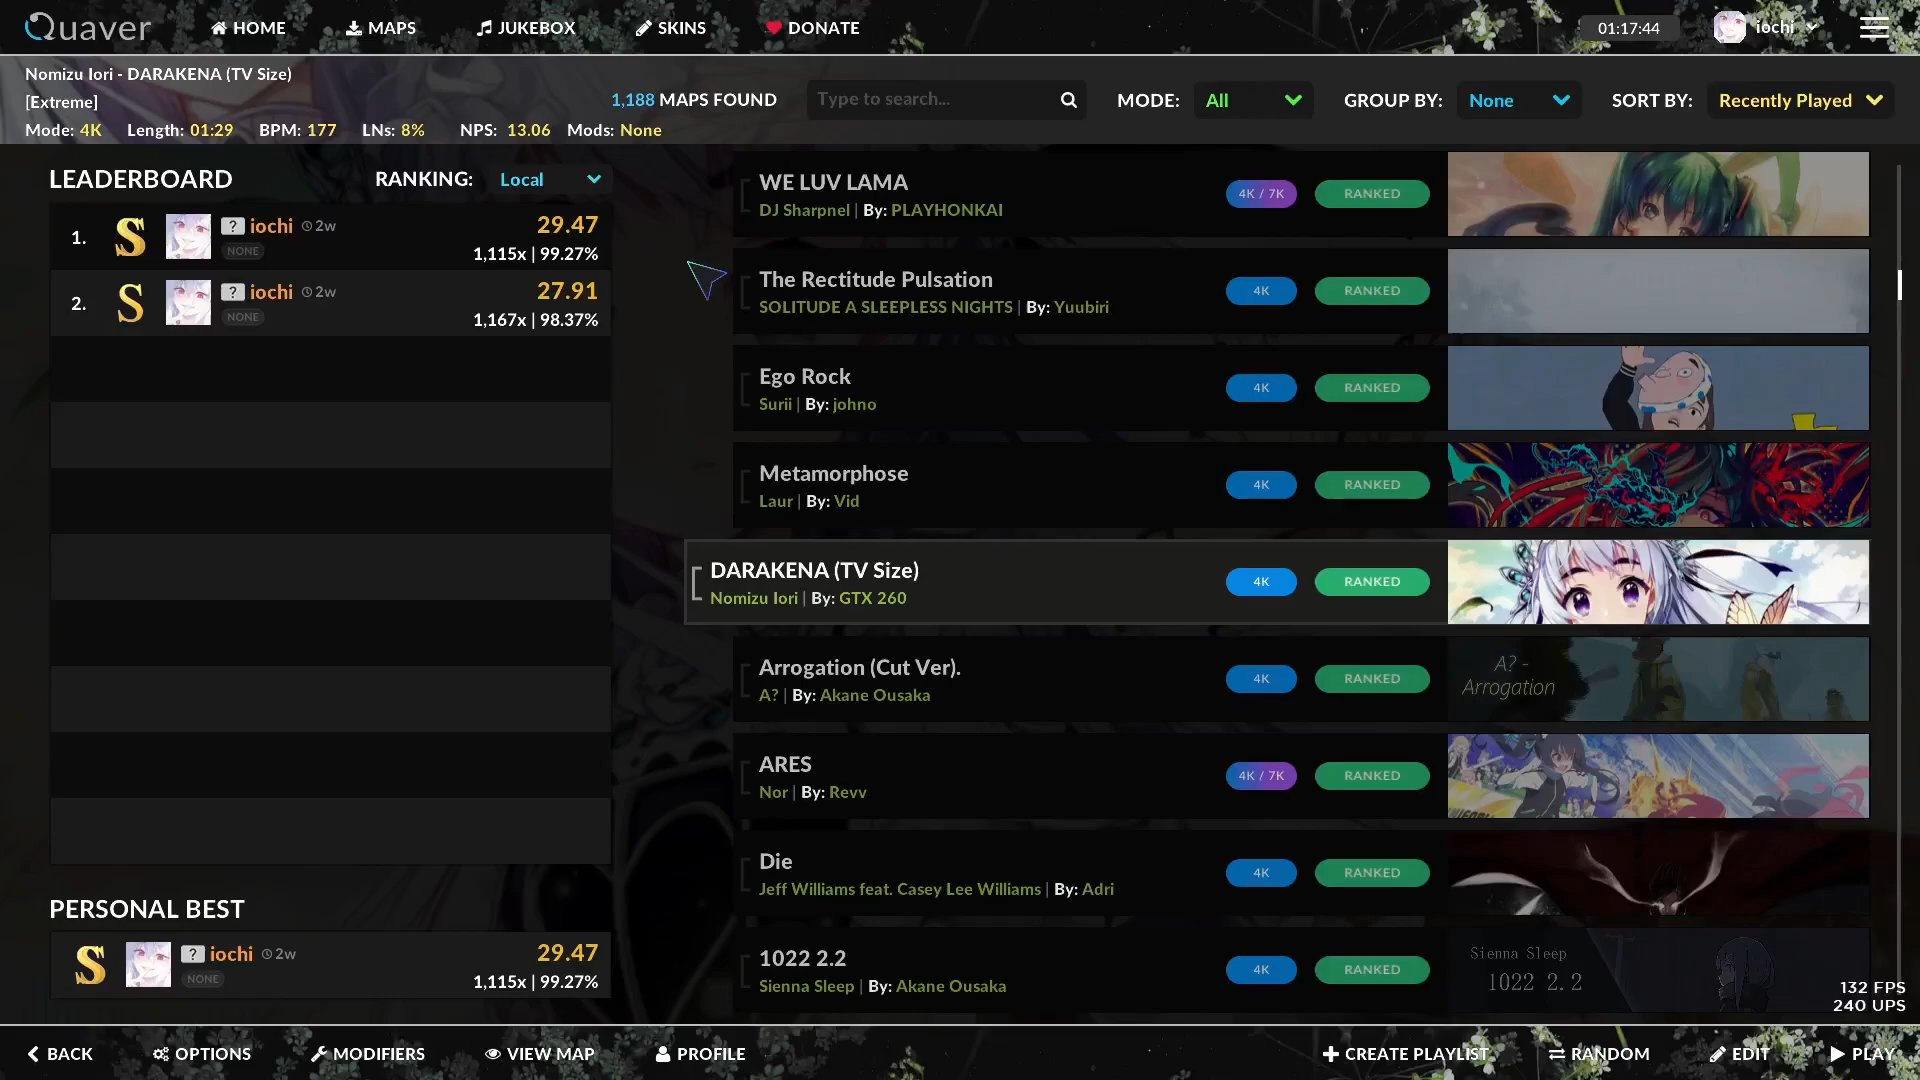 Quaver
HOME
MAPS
JUKEBOX
SKINS
DONATE
01:17:44
iochi
Nomizu Iori - DARAKENA (TV Size)
[Extreme]
Mode: 4K Length: 01:29 BPM: 177 LNs: 8% NPS: 13.06 Mods: None
1,188 MAPS FOUND
Type to search...
MODE: All
GROUP BY: None
SORT BY: Recently Played
LEADERBOARD
RANKING: Local
1. S ? iochi 2w 29.47
NONE 1,115x | 99.27%
2. S ? iochi 2w 27.91
NONE 1,167x | 98.37%
PERSONAL BEST
S ? iochi 2w 29.47
NONE 1,115x | 99.27%
WE LUV LAMA
DJ Sharpnel | By: PLAYHONKAI
4K / 7K RANKED
The Rectitude Pulsation
SOLITUDE A SLEEPLESS NIGHTS | By: Yuubiri
4K RANKED
Ego Rock
Surii | By: johno
4K RANKED
Metamorphose
Laur | By: Vid
4K RANKED
DARAKENA (TV Size)
Nomizu Iori | By: GTX 260
4K RANKED
Arrogation (Cut Ver).
A? | By: Akane Ousaka
4K RANKED
A? -
Arrogation
ARES
Nor | By: Revv
4K / 7K RANKED
Die
Jeff Williams feat. Casey Lee Williams | By: Adri
4K RANKED
1022 2.2
Sienna Sleep | By: Akane Ousaka
4K RANKED
Sienna Sleep
1022 2.2
132 FPS
240 UPS
BACK
OPTIONS
MODIFIERS
VIEW MAP
PROFILE
CREATE PLAYLIST
RANDOM
EDIT
PLAY